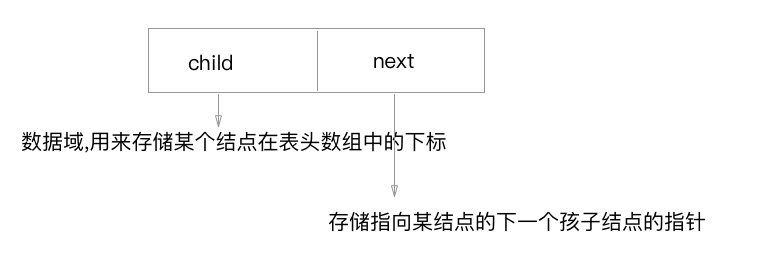 child next
数据域,用来存储某个结点在表头数组中的下标
存储指向某结点的下一个孩子结点的指针